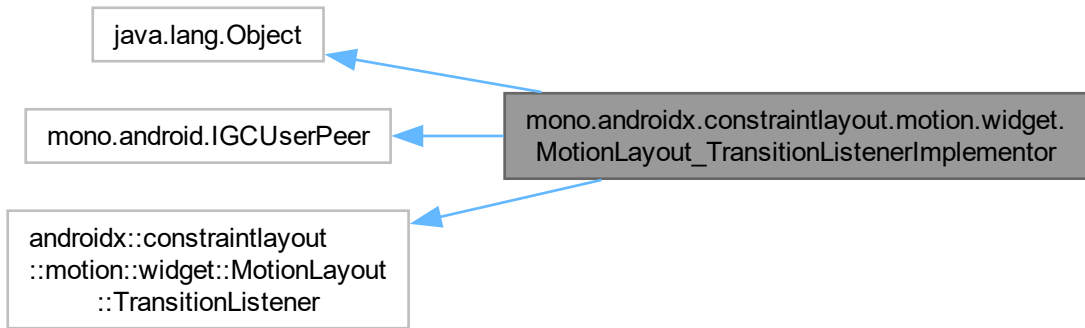 java.lang.Object
mono.android.IGCUserPeer
androidx::constraintlayout
::motion::widget::MotionLayout
::TransitionListener
mono.androidx.constraintlayout.motion.widget.
MotionLayout_TransitionListenerImplementor